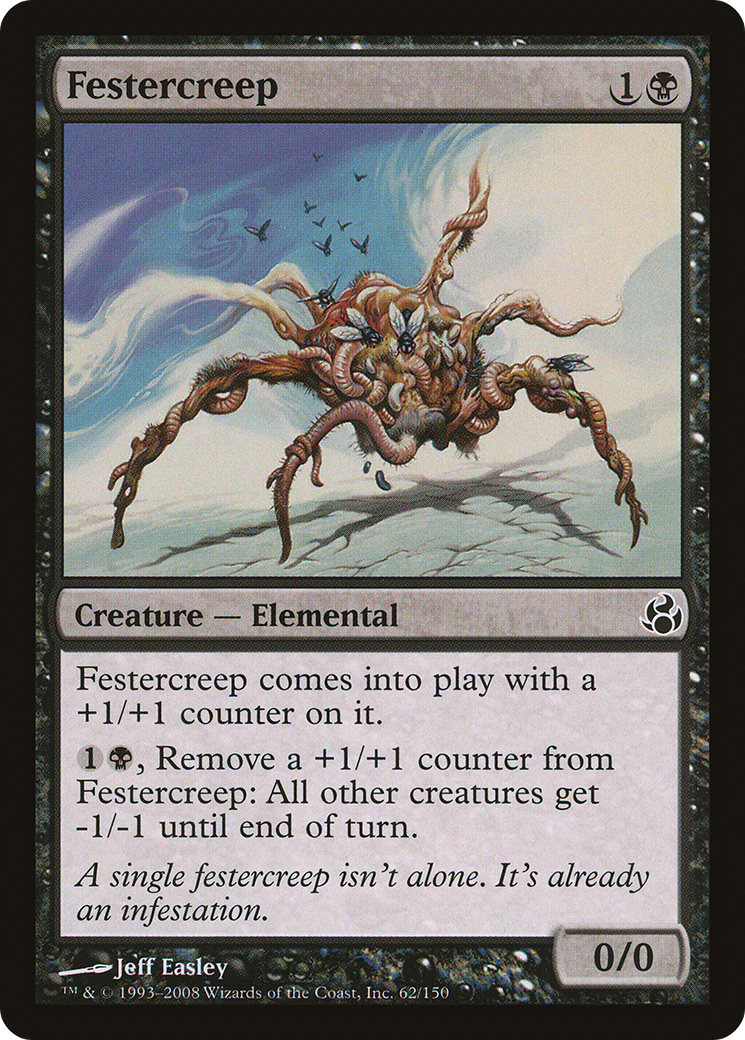 Festercreep 1
Creature — Elemental
Festercreep comes into play with a
+1/+1 counter on it.
1, Remove a +1/+1 counter from
Festercreep: All other creatures get
-1/-1 until end of turn.
A single festercreep isn't alone. It's already
an infestation.
0/0
Jeff Easley
™ & © 1993–2008 Wizards of the Coast, Inc. 62/150